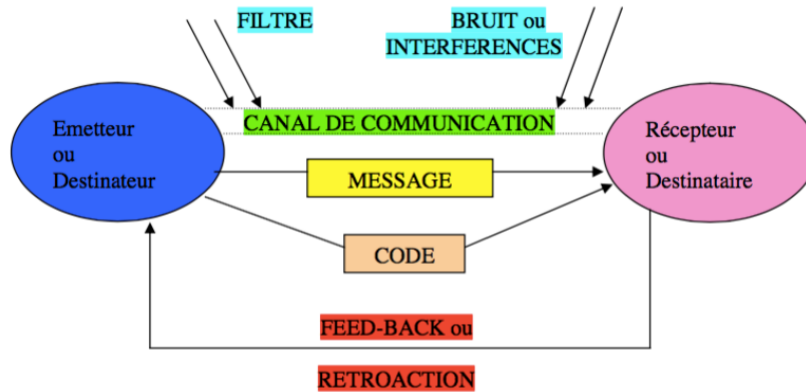 FILTRE
BRUIT ou
INTERFERENCES
CANAL DE COMMUNICATION
Emetteur
ou
Destinateur
Récepteur
ou
Destinataire
MESSAGE
CODE
FEED-BACK ou
RETROACTION